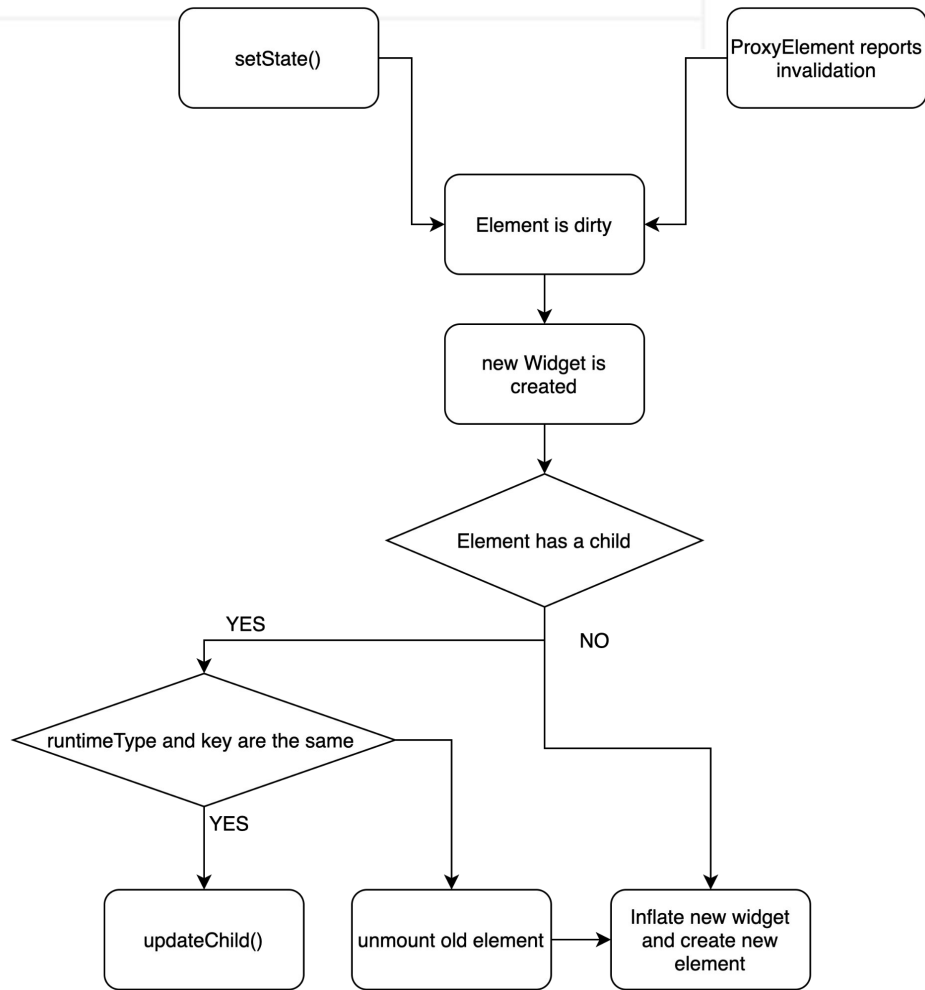 setState()
ProxyElement reports
invalidation
Element is dirty
new Widget is
created
Element has a child
YES
NO
runtimeType and key are the same
YES
updateChild()
unmount old element
Inflate new widget
and create new
element